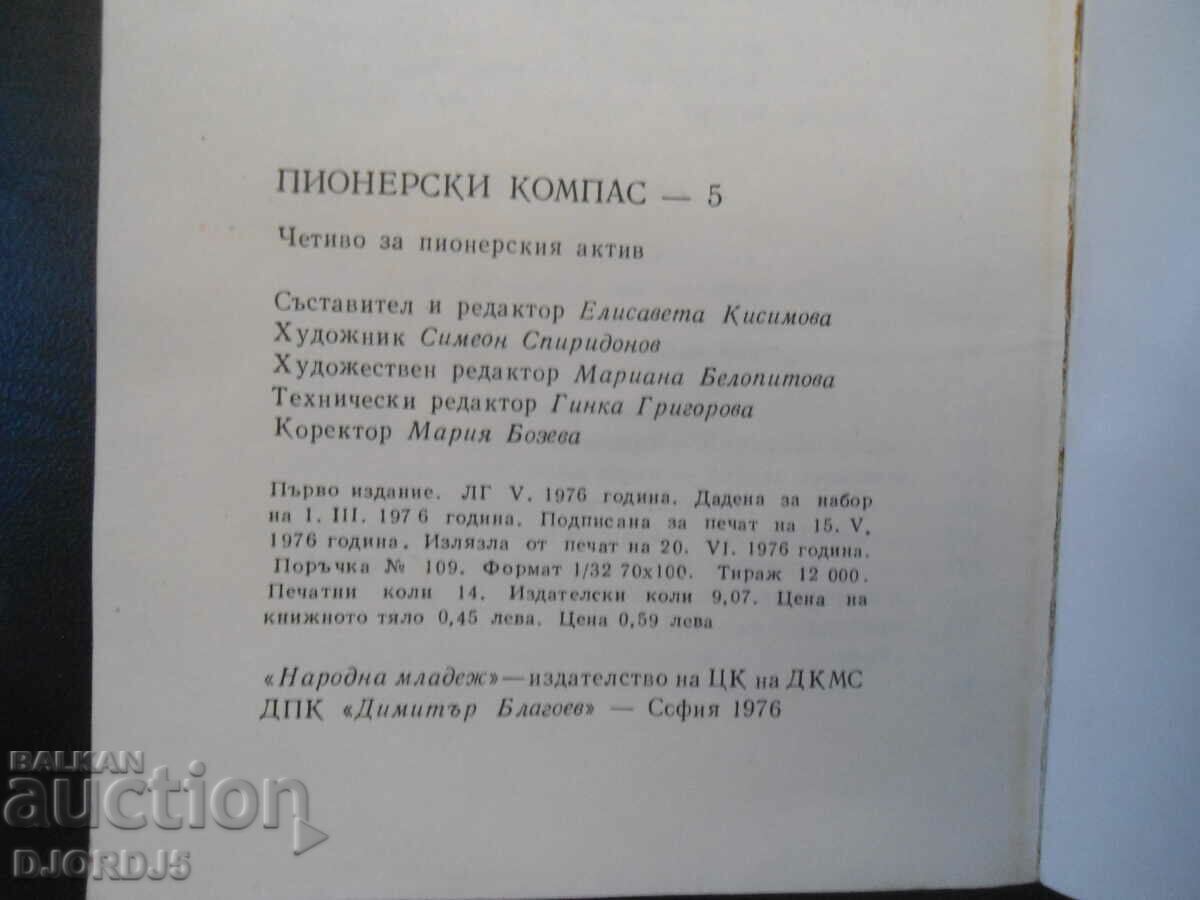 ПИОНЕРСКИ КОМПАС — 5
Четиво за пионерския актив
Съставител и редактор Елисавета Кисимова
Художник Симеон Спиридонов
Художествен редактор Мариана Белопитова
Технически редактор Гинка Григорова
Коректор Мария Бозева
Първо издание. ЛГ V. 1976 година. Дадена за набор
на 1. III. 1976 година. Подписана за печат на 15. V.
1976 година. Излязла от печат на 20. VI. 1976 година.
Поръчка № 109. Формат 1/32 70x100. Тираж 12 000.
Печатни коли 14. Издателски коли 9,07. Цена на
книжното тяло 0,45 лева. Цена 0,59 лева
«Народна младеж» — издателство на ЦК на ДКМС
ДПК «Димитър Благоев» — София 1976
BALKAN
auction
DJORDJ5